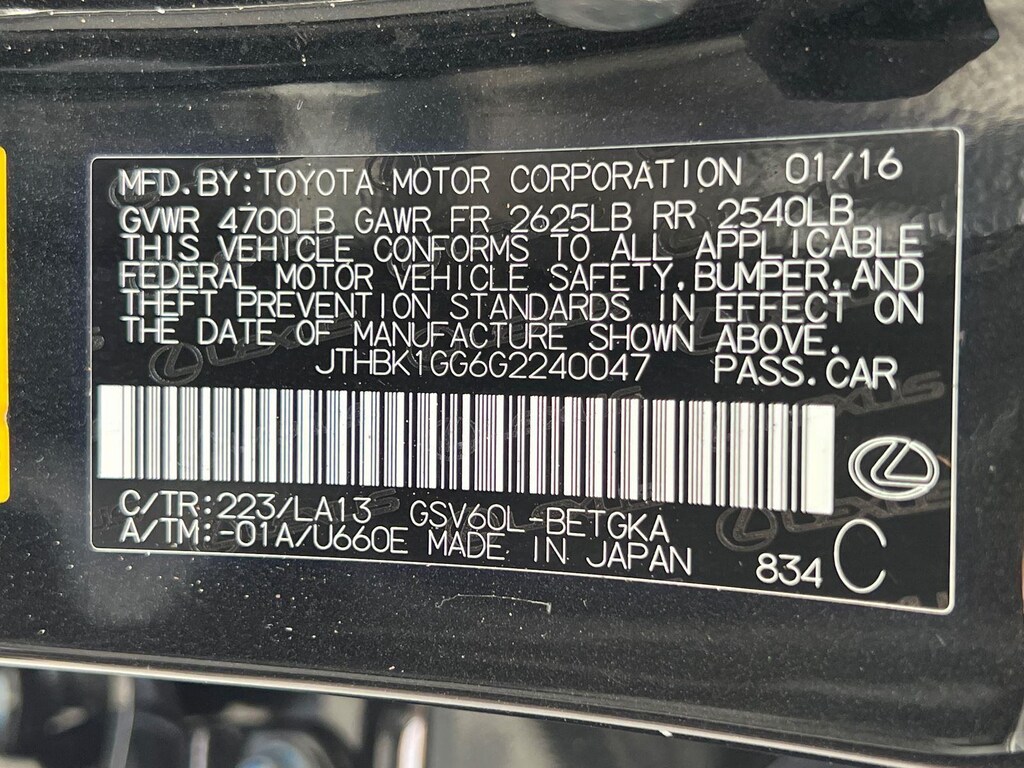 MFD.BY:TOYOTA MOTOR CORPORATION 01/16
GVWR 4700LB GAWR FR 2625LB RR 2540LB
THIS VEHICLE CONFORMS TO ALL APPLICABLE
FEDERAL MOTOR VEHICLE SAFETY,BUMPER,AND
THEFT PREVENTION STANDARDS IN EFFECT ON
THE DATE OF MANUFACTURE SHOWN ABOVE.
JTHBK1GG6G2240047 PASS.CAR
C/TR:223/LA13 GSV60L-BETGKA
A/TM:-01A/U660E MADE IN JAPAN 834 C